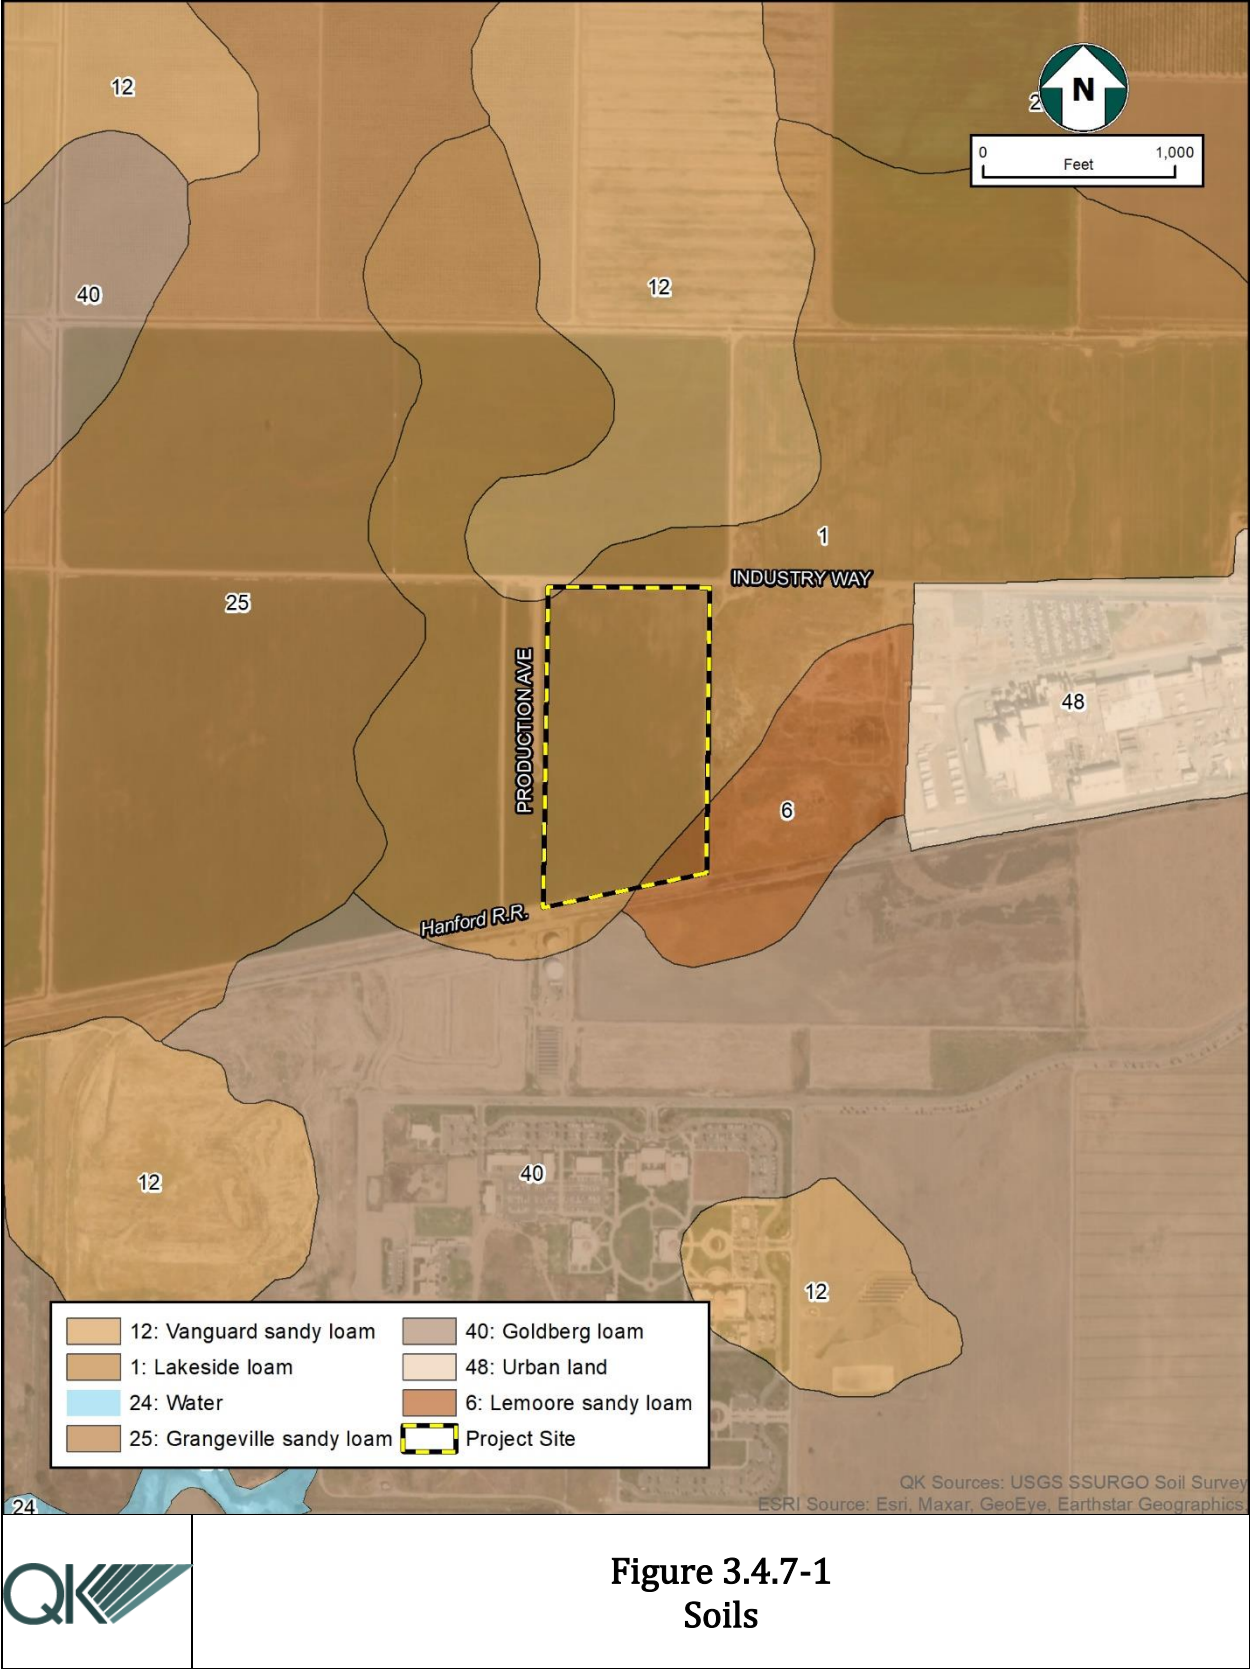 12
N
2
0 1,000
Feet
40
12
1
INDUSTRY WAY
25
PRODUCTION AVE
48
6
Hanford R.R.
40
12
12
12: Vanguard sandy loam
1: Lakeside loam
24: Water
25: Grangeville sandy loam
40: Goldberg loam
48: Urban land
6: Lemoore sandy loam
Project Site
QK Sources: USGS SSURGO Soil Survey
24
ESRI Source: Esri, Maxar, GeoEye, Earthstar Geographics,
QK
Figure 3.4.7-1
Soils